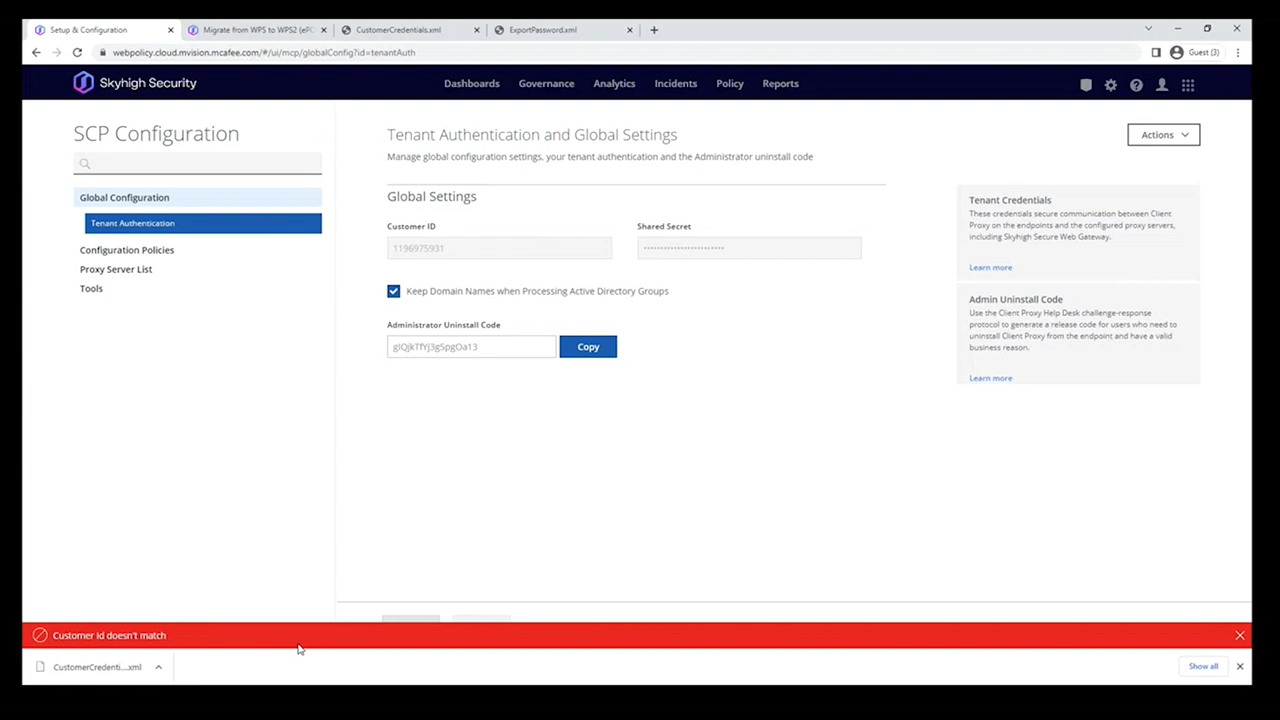 Setup & Configuration
Migrate from WPS to WPS2 (ePO
CustomerCredentials.xml
ExportPassword.xml
webpolicy.cloud.mvision.mcafee.com/#/ui/mcp/globalConfig?id=tenantAuth
Guest (3)
Skyhigh Security
Dashboards
Governance
Analytics
Incidents
Policy
Reports
SCP Configuration
Global Configuration
Tenant Authentication
Configuration Policies
Proxy Server List
Tools
Tenant Authentication and Global Settings
Manage global configuration settings, your tenant authentication and the Administrator uninstall code
Actions
Global Settings
Customer ID
Shared Secret
1196975931
Keep Domain Names when Processing Active Directory Groups
Administrator Uninstall Code
Copy
Tenant Credentials
These credentials secure communication between Client
Proxy on the endpoints and the configured proxy servers,
including Skyhigh Secure Web Gateway.
Learn more
Admin Uninstall Code
Use the Client Proxy Help Desk challenge-response
protocol to generate a release code for users who need to
uninstall Client Proxy from the endpoint and have a valid
business reason.
Learn more
Customer Id doesn't match
CustomerCredenti....xml
Show all